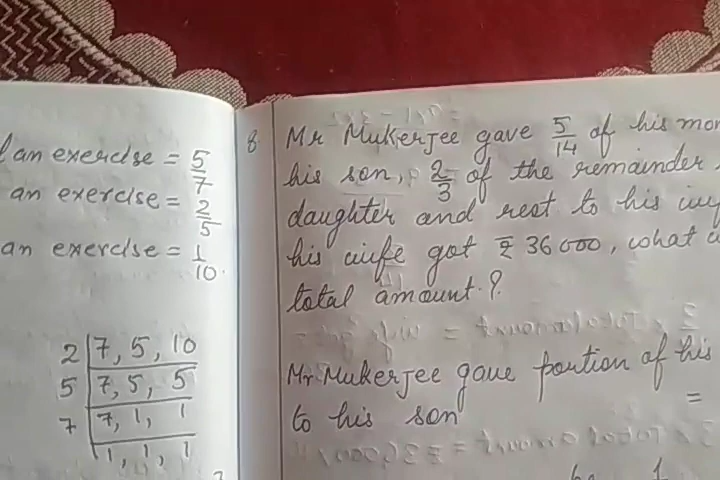 an exercise = 5/7
an exercise = 2/5
an exercise = 1/10.
2 | 7, 5, 10
5 | 7, 5, 5
7 | 7, 1, 1
1, 1, 1
8. Mr Mukerjee gave 5/14 of his mon
his son, 2/3 of the remainder
daughter and rest to his
his wife got ₹ 36000, what
total amount.?
Mr Mukerjee gave portion of his
to his son =